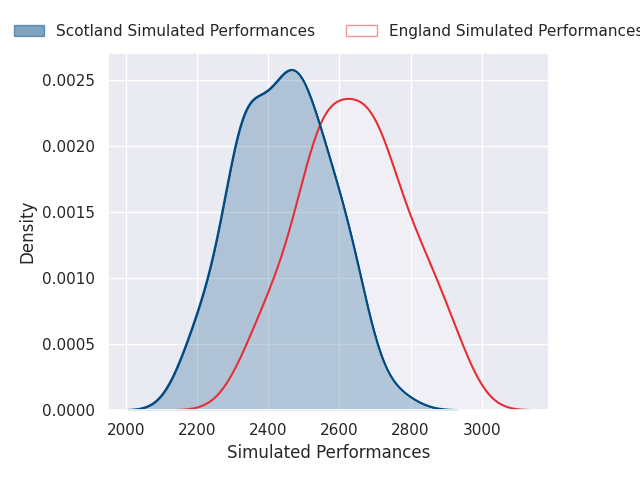 Scotland Simulated Performances England Simulated Performances
0.0025
0.0020
0.0015
0.0010
0.0005
0.0000
Density
2000 2200 2400 2600 2800 3000
Simulated Performances